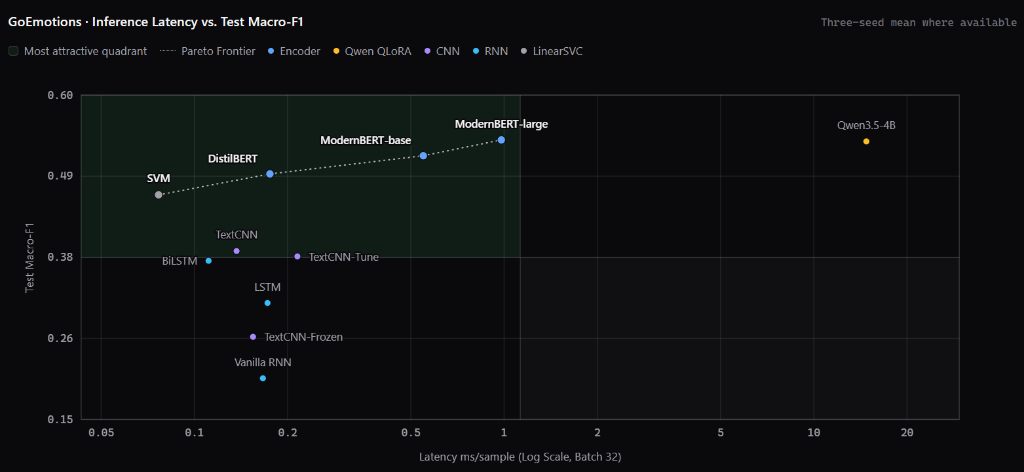 GoEmotions · Inference Latency vs. Test Macro-F1
Three-seed mean where available
Most attractive quadrant
Pareto Frontier
Encoder
Qwen QLoRA
CNN
RNN
LinearSVC
0.60
ModernBERT-large
Qwen3.5-4B
ModernBERT-base
DistilBERT
0.49
SVM
TextCNN
0.38
BiLSTM
TextCNN-Tune
LSTM
0.26
TextCNN-Frozen
Vanilla RNN
0.15
Test Macro-F1
0.05
0.1
0.2
0.5
1
2
5
10
20
Latency ms/sample (Log Scale, Batch 32)